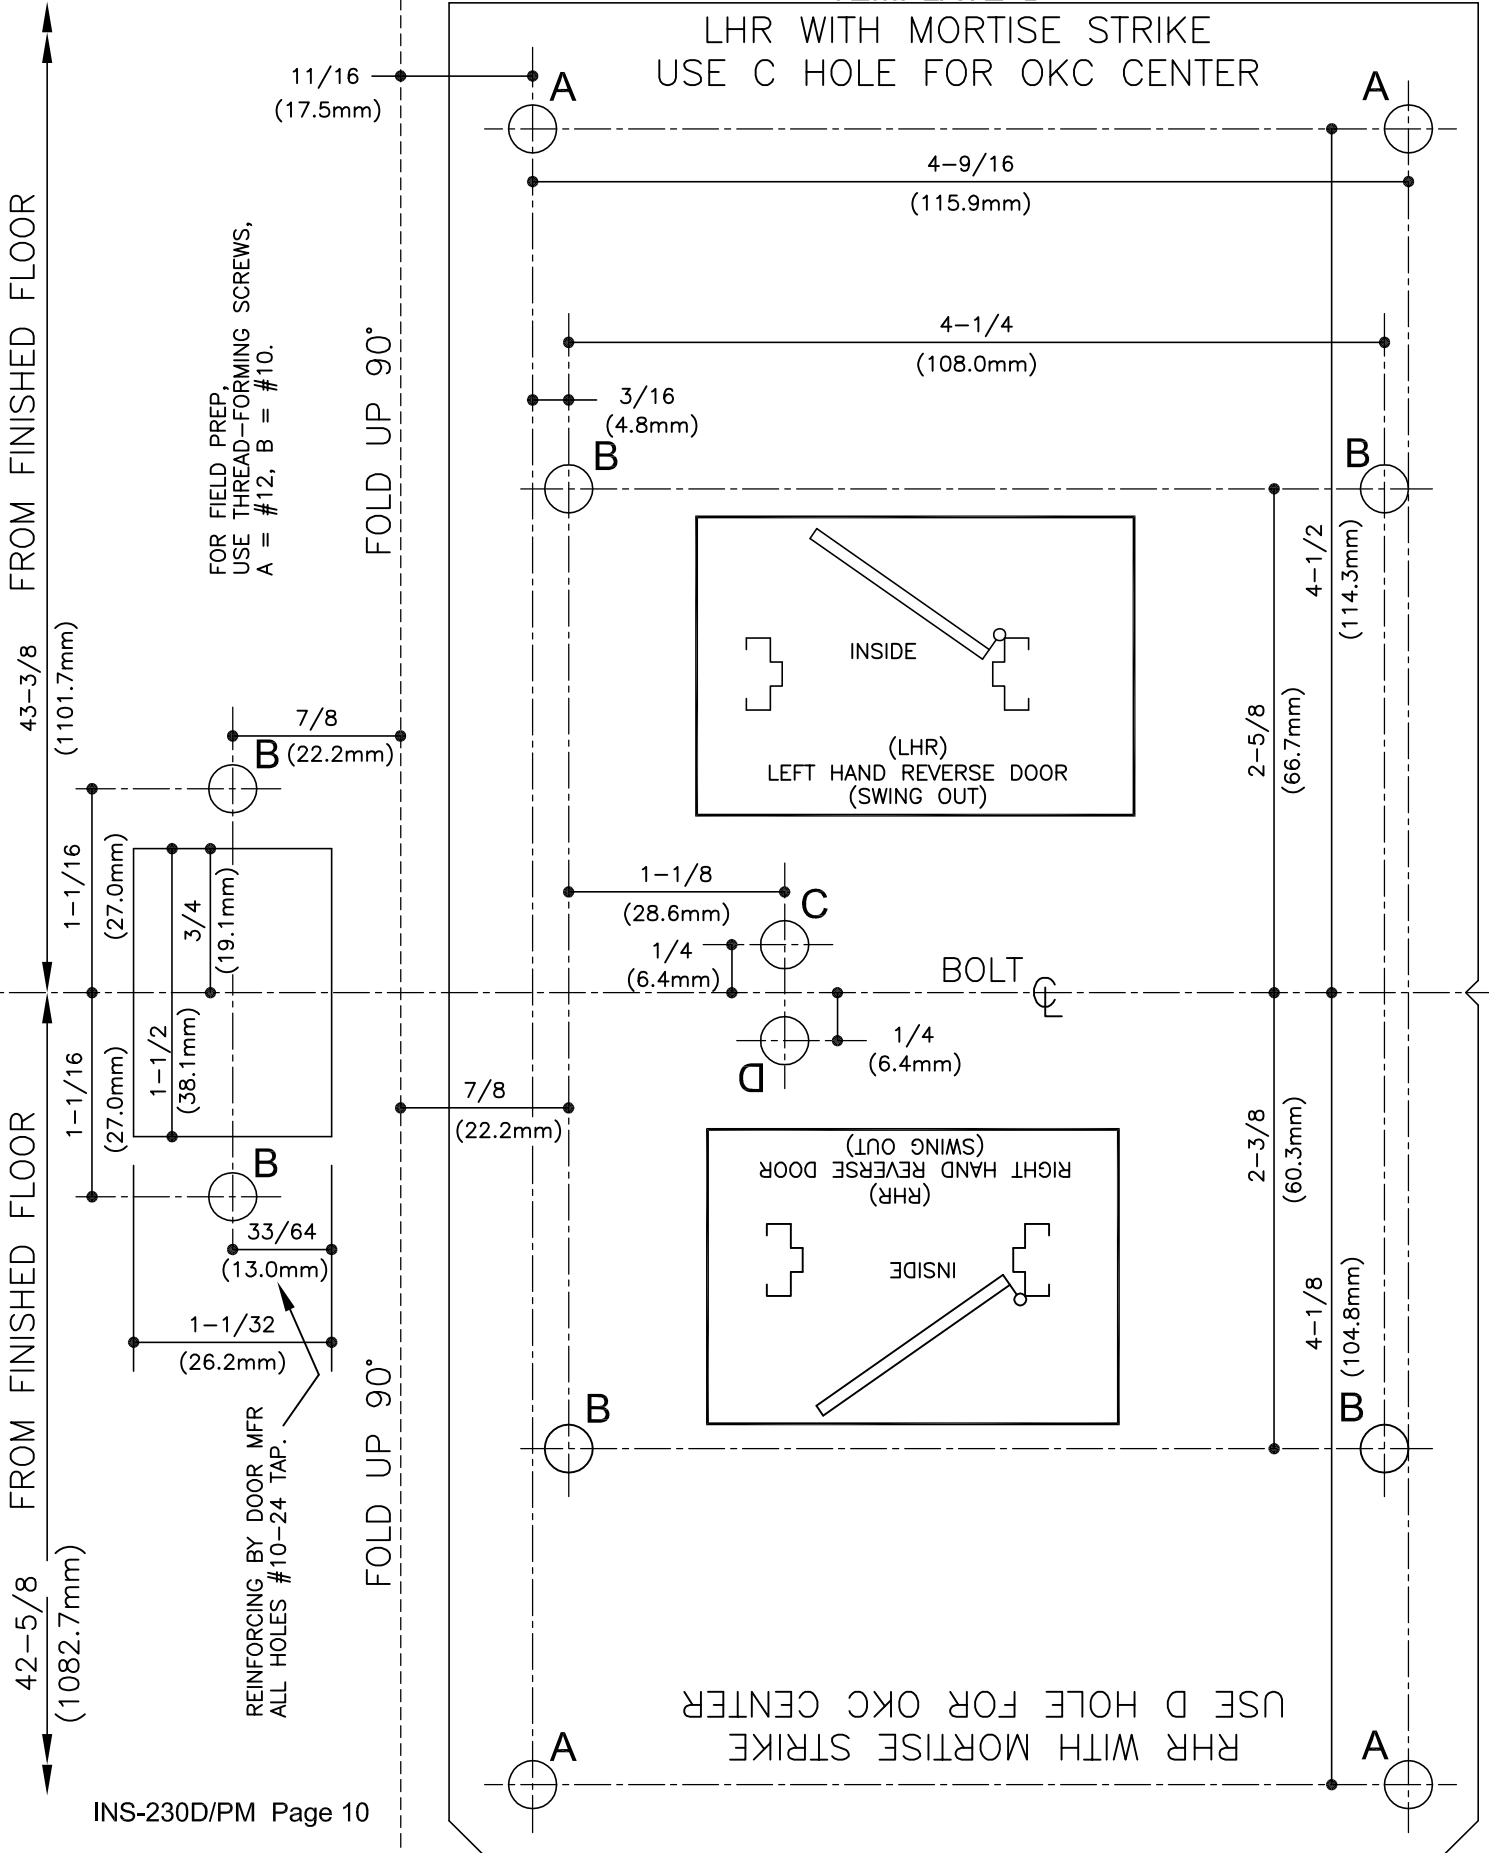 LHR WITH MORTISE STRIKE
USE C HOLE FOR OKC CENTER
11/16
(17.5mm)
A
A
4-9/16
(115.9mm)
4-1/4
(108.0mm)
3/16
(4.8mm)
B
B
FROM FINISHED FLOOR
43-3/8
(1101.7mm)
FOR FIELD PREP,
USE THREAD-FORMING SCREWS,
A = #12, B = #10.
FOLD UP 90°
4-1/2
(114.3mm)
INSIDE
(LHR)
LEFT HAND REVERSE DOOR
(SWING OUT)
2-5/8
(66.7mm)
7/8
(22.2mm)
B
1-1/16
(27.0mm)
3/4
(19.1mm)
1-1/8
(28.6mm)
C
1/4
(6.4mm)
BOLT ℄
1-1/16
(27.0mm)
1-1/2
(38.1mm)
1/4
(6.4mm)
D
7/8
(22.2mm)
B
33/64
(13.0mm)
1-1/32
(26.2mm)
2-3/8
(60.3mm)
4-1/8
(104.8mm)
(RHR)
RIGHT HAND REVERSE DOOR
(SWING OUT)
INSIDE
FROM FINISHED FLOOR
42-5/8
(1082.7mm)
REINFORCING BY DOOR MFR
ALL HOLES #10-24 TAP.
FOLD UP 90°
B
B
RHR WITH MORTISE STRIKE
USE D HOLE FOR OKC CENTER
A
A
INS-230D/PM Page 10